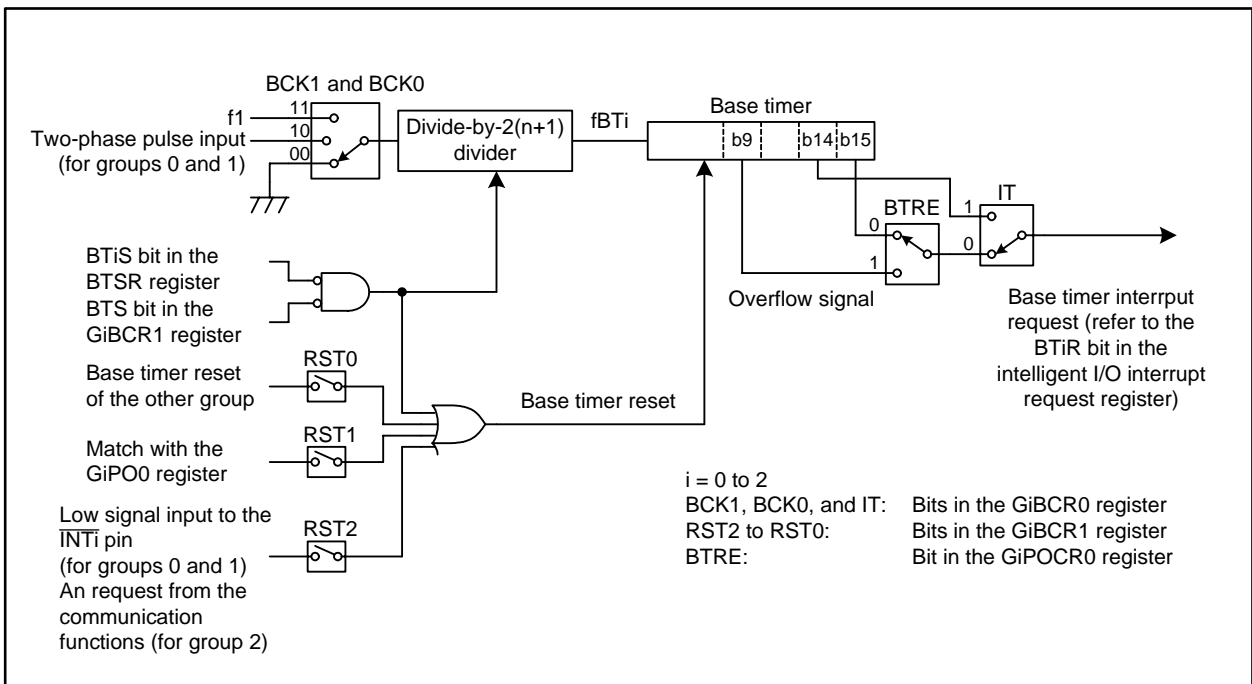 BCK1 and BCK0
f1
11
Two-phase pulse input
(for groups 0 and 1)
10
00
Divide-by-2(n+1)
divider
fBTi
Base timer
b9
b14
b15
BTRE
0
1
IT
1
0
Overflow signal
Base timer interrput
request (refer to the
BTiR bit in the
intelligent I/O interrupt
request register)
BTiS bit in the
BTSR register
BTS bit in the
GiBCR1 register
Base timer reset
of the other group
RST0
Match with the
GiPO0 register
RST1
Low signal input to the
INTi pin
(for groups 0 and 1)
An request from the
communication
functions (for group 2)
RST2
Base timer reset
i = 0 to 2
BCK1, BCK0, and IT: Bits in the GiBCR0 register
RST2 to RST0: Bits in the GiBCR1 register
BTRE: Bit in the GiPOCR0 register